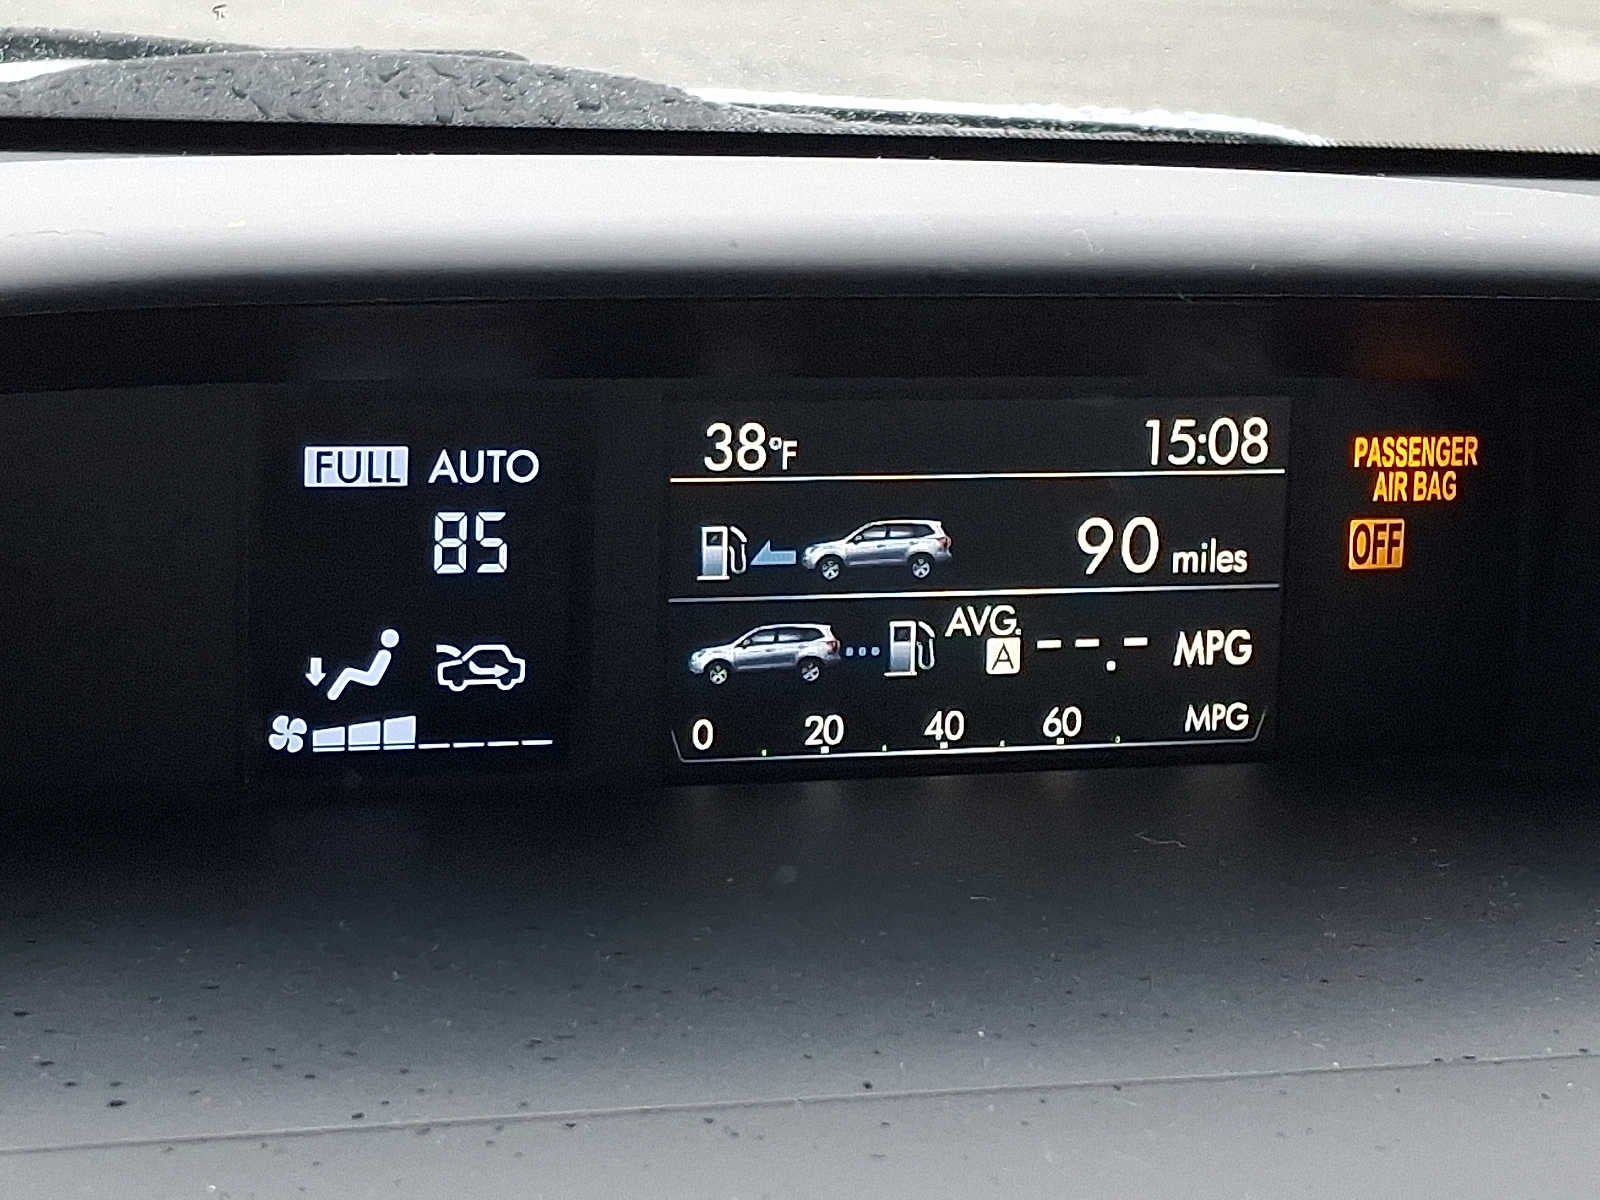 FULL AUTO
85
38°F 15:08
90 miles
AVG.
A --.- MPG
0 20 40 60 MPG
PASSENGER
AIR BAG
OFF